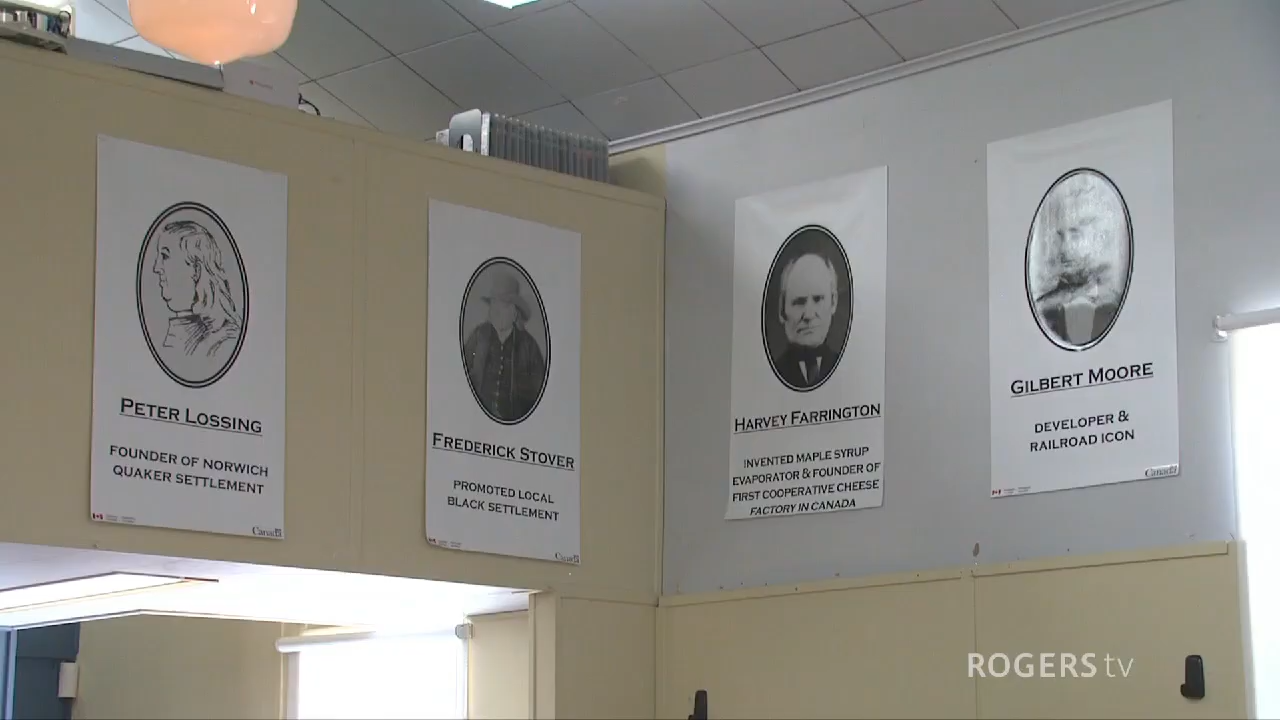 PETER LOSSING
FOUNDER OF NORWICH
QUAKER SETTLEMENT
Canada
FREDERICK STOVER
PROMOTED LOCAL
BLACK SETTLEMENT
Canada
HARVEY FARRINGTON
INVENTED MAPLE SYRUP
EVAPORATOR & FOUNDER OF
FIRST COOPERATIVE CHEESE
FACTORY IN CANADA
GILBERT MOORE
DEVELOPER &
RAILROAD ICON
Canada
ROGERS tv